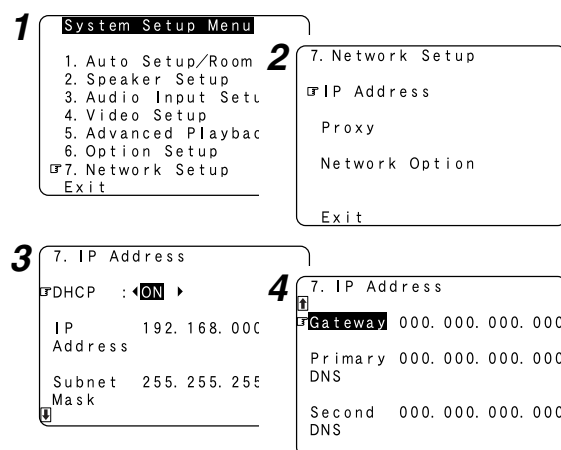 1
System Setup Menu
1. Auto Setup/Room
2. Speaker Setup
3. Audio Input Setu
4. Video Setup
5. Advanced Playbac
6. Option Setup
☞7. Network Setup
Exit
2
7. Network Setup
☞IP Address
Proxy
Network Option
Exit
3
7. IP Address
☞DHCP : ◀ON ▶
IP 192. 168. 000
Address
Subnet 255. 255. 255
Mask
4
7. IP Address
☞Gateway 000. 000. 000. 000
Primary 000. 000. 000. 000
DNS
Second 000. 000. 000. 000
DNS